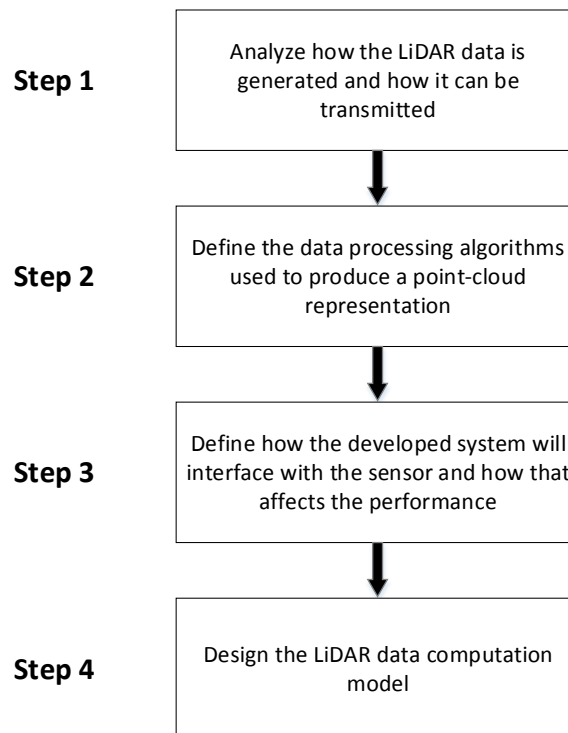 Step 1
Analyze how the LiDAR data is
generated and how it can be
transmitted
Step 2
Define the data processing algorithms
used to produce a point-cloud
representation
Step 3
Define how the developed system will
interface with the sensor and how that
affects the performance
Step 4
Design the LiDAR data computation
model